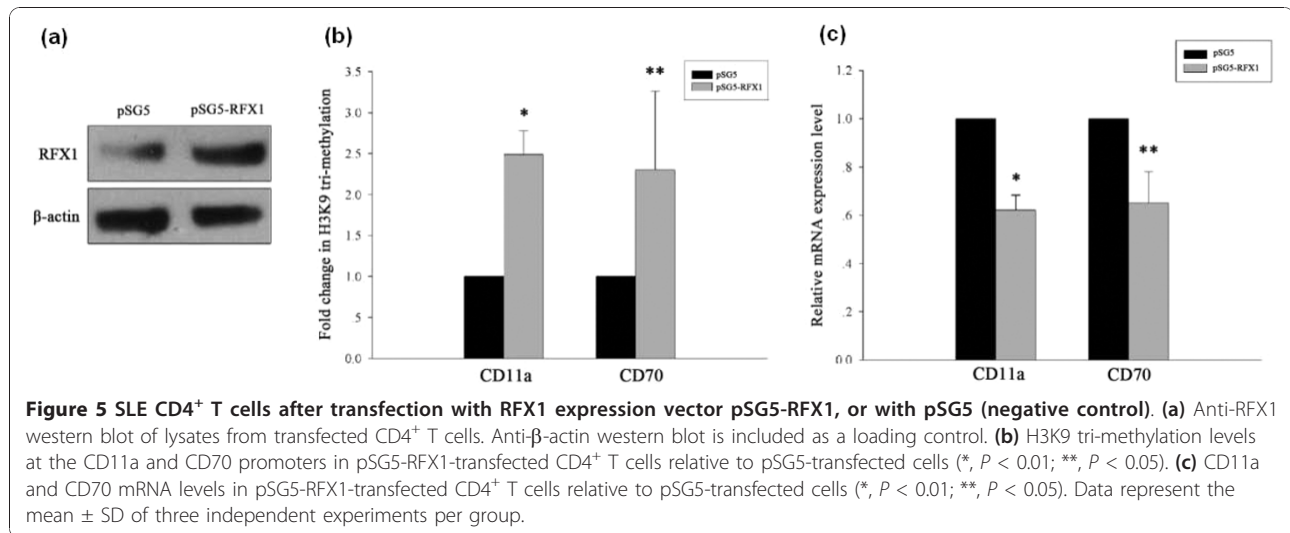 (a)
pSG5 pSG5-RFX1
RFX1
β-actin
(b)
pSG5
pSG5-RFX1
Fold change in H3K9 tri-methylation
3.5
3.0
2.5
2.0
1.5
1.0
.5
0.0
*
**
CD11a CD70
(c)
pSG5
pSG5-RFX1
Relative mRNA expression level
1.2
1.0
.8
.6
.4
.2
0.0
*
**
CD11a CD70
Figure 5 SLE CD4⁺ T cells after transfection with RFX1 expression vector pSG5-RFX1, or with pSG5 (negative control). (a) Anti-RFX1
western blot of lysates from transfected CD4⁺ T cells. Anti-β-actin western blot is included as a loading control. (b) H3K9 tri-methylation levels
at the CD11a and CD70 promoters in pSG5-RFX1-transfected CD4⁺ T cells relative to pSG5-transfected cells (*, P < 0.01; **, P < 0.05). (c) CD11a
and CD70 mRNA levels in pSG5-RFX1-transfected CD4⁺ T cells relative to pSG5-transfected cells (*, P < 0.01; **, P < 0.05). Data represent the
mean ± SD of three independent experiments per group.